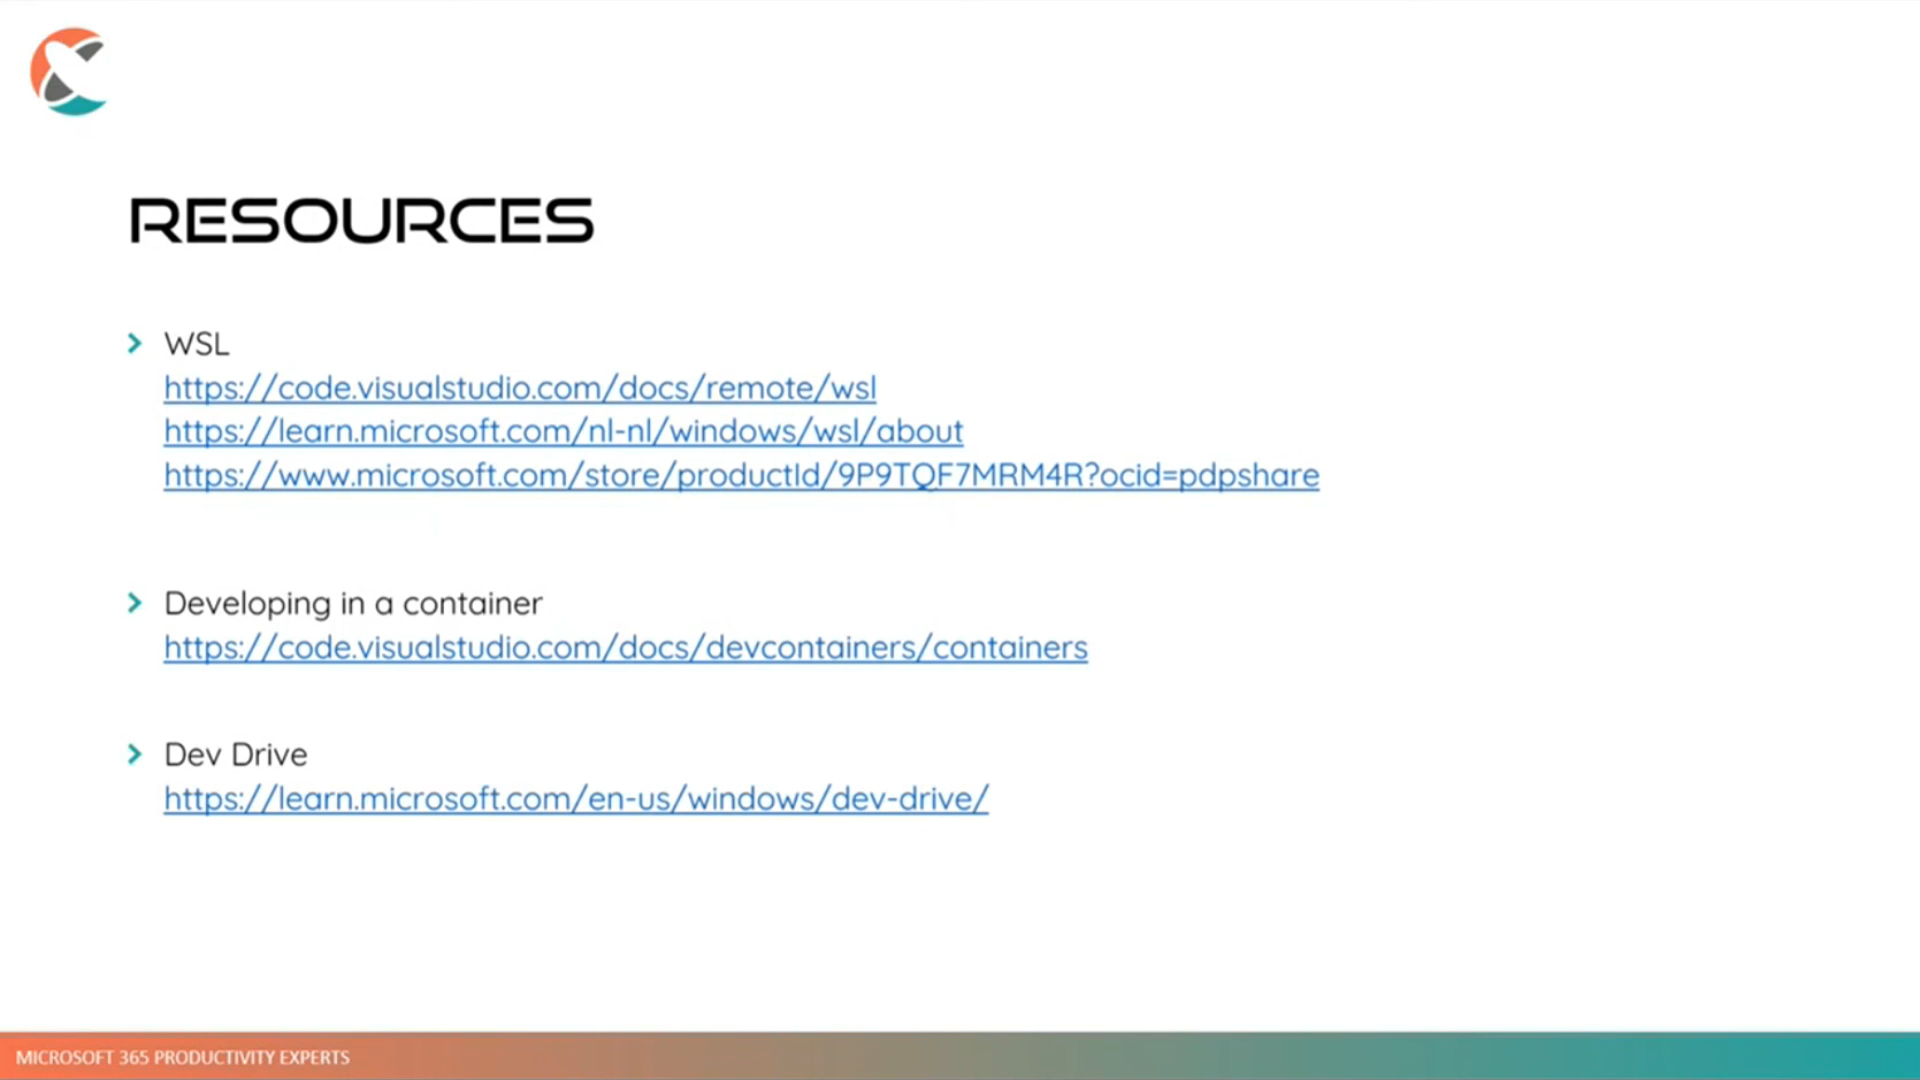 RESOURCES
WSL
https://code.visualstudio.com/docs/remote/wsl
https://learn.microsoft.com/nl-nl/windows/wsl/about
https://www.microsoft.com/store/productId/9P9TQF7MRM4R?ocid=pdpshare
Developing in a container
https://code.visualstudio.com/docs/devcontainers/containers
Dev Drive
https://learn.microsoft.com/en-us/windows/dev-drive/
MICROSOFT 365 PRODUCTIVITY EXPERTS